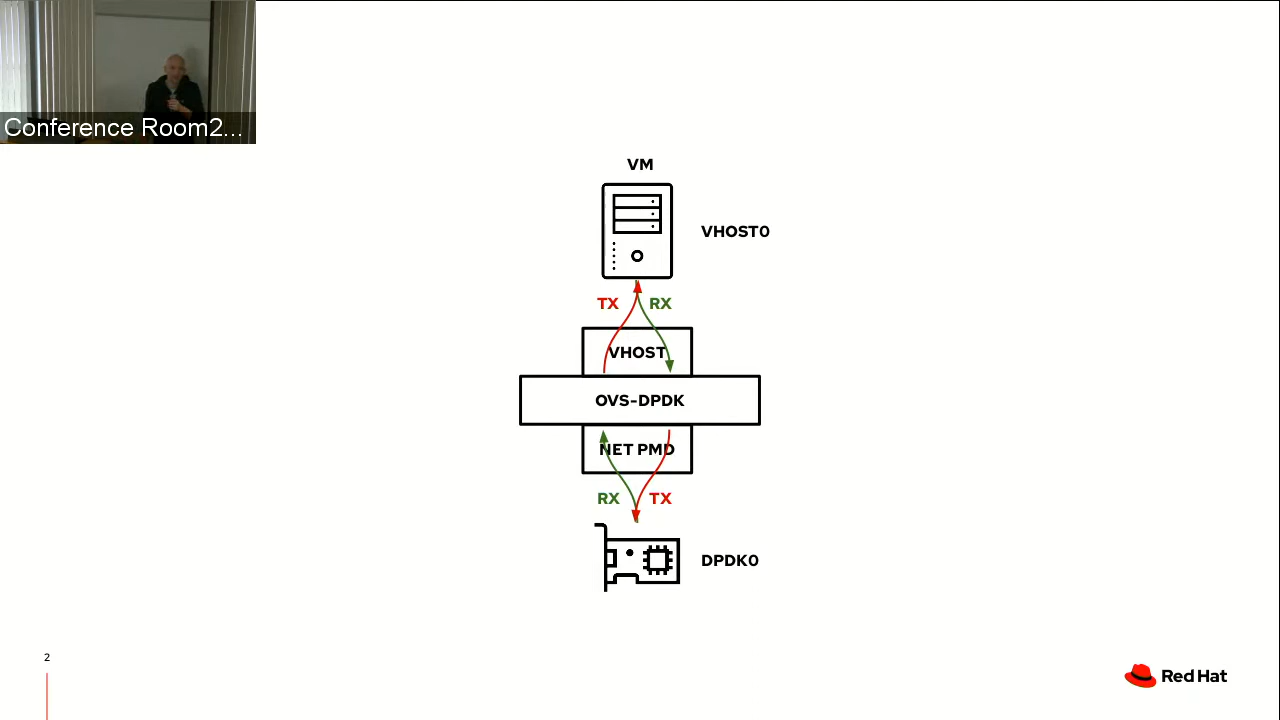 Conference Room2...
VM
VHOST0
TX RX
VHOST
OVS-DPDK
NET PMD
RX TX
DPDK0
2
Red Hat